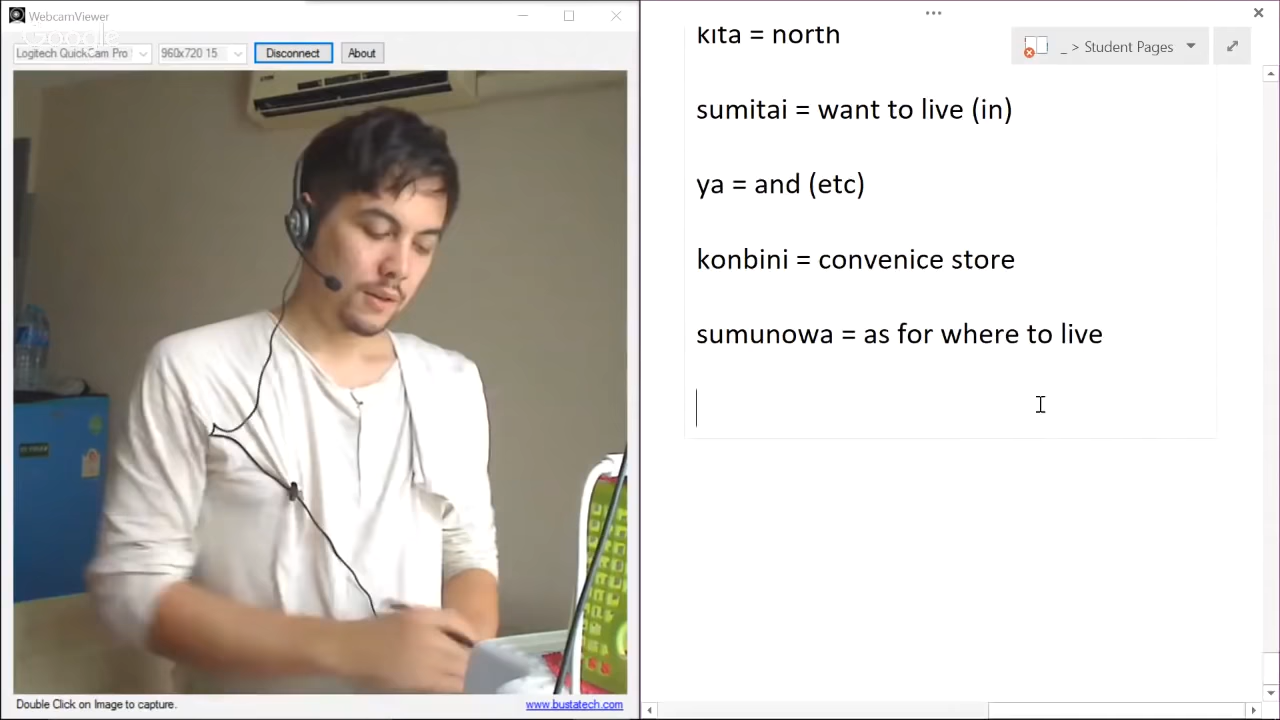 WebcamViewer
Google
Logitech QuickCam Pro
960x720 15
Disconnect
About
Double Click on Image to capture.
www.bustatech.com
_ > Student Pages
kita = north
sumitai = want to live (in)
ya = and (etc)
konbini = convenice store
sumunowa = as for where to live